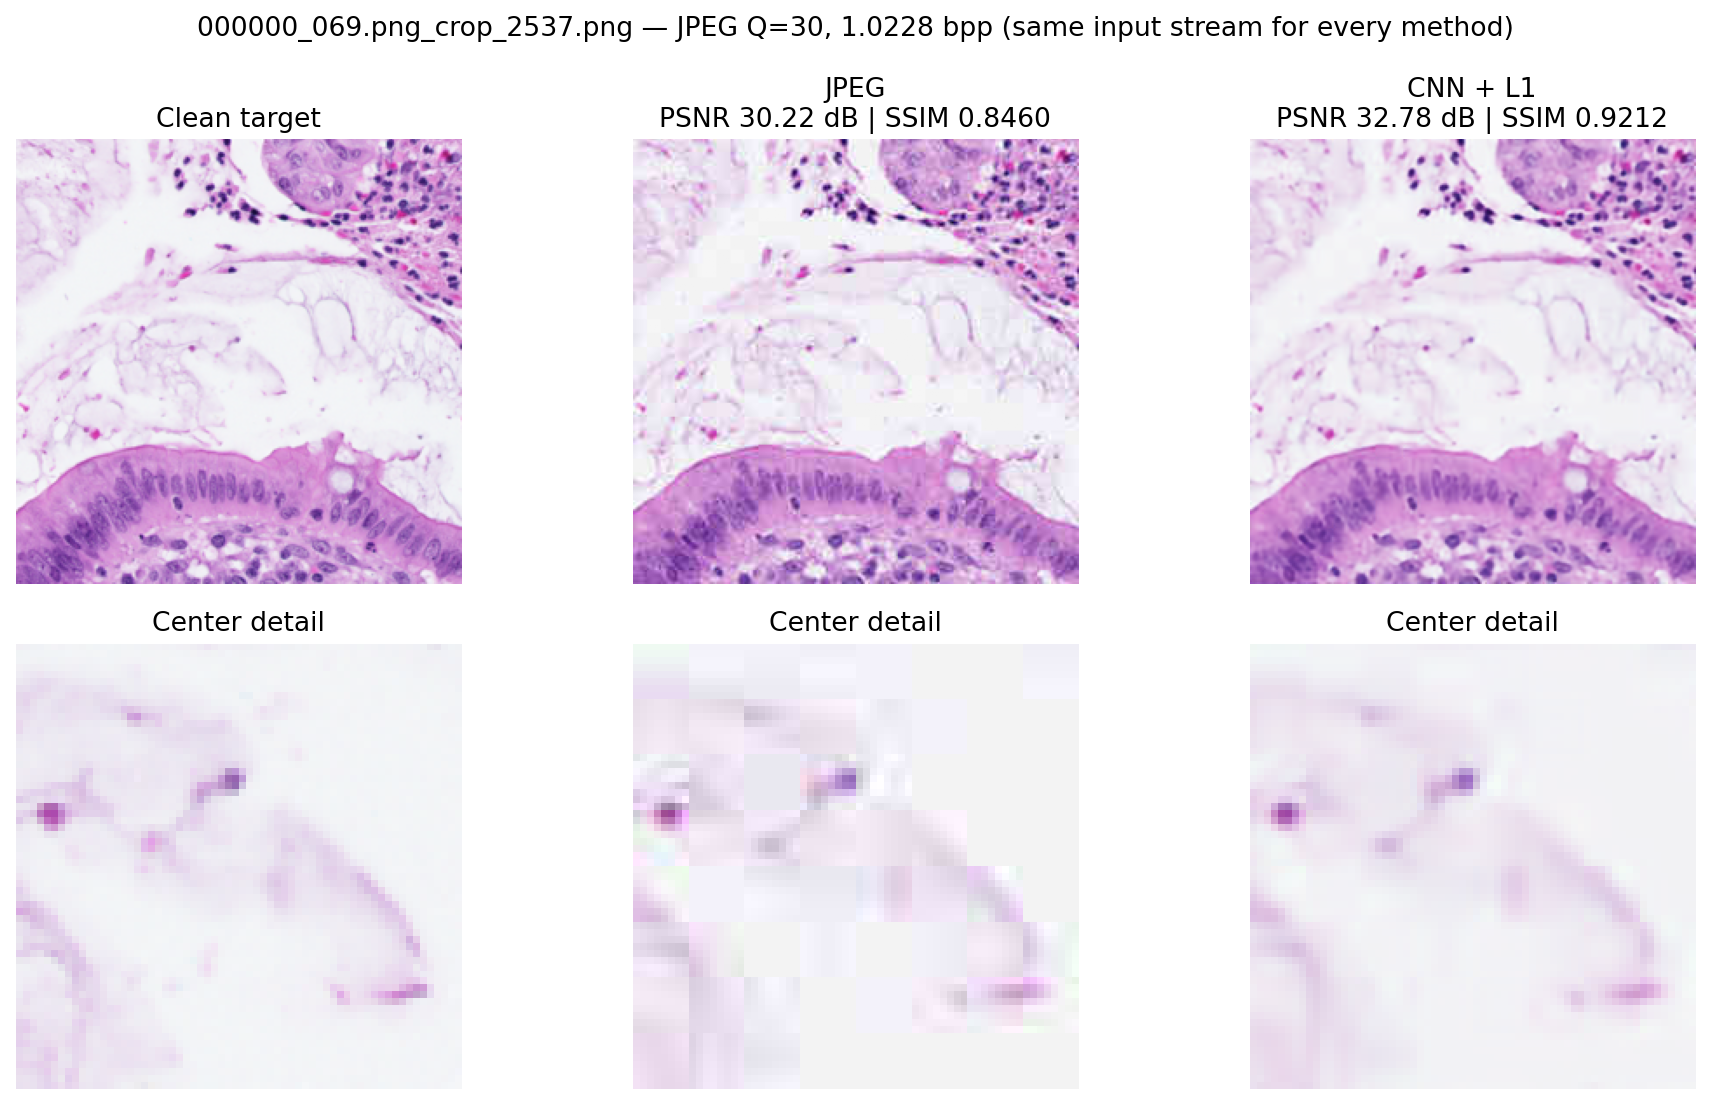 000000_069.png_crop_2537.png — JPEG Q=30, 1.0228 bpp (same input stream for every method)
Clean target
JPEG
PSNR 30.22 dB | SSIM 0.8460
CNN + L1
PSNR 32.78 dB | SSIM 0.9212
Center detail
Center detail
Center detail